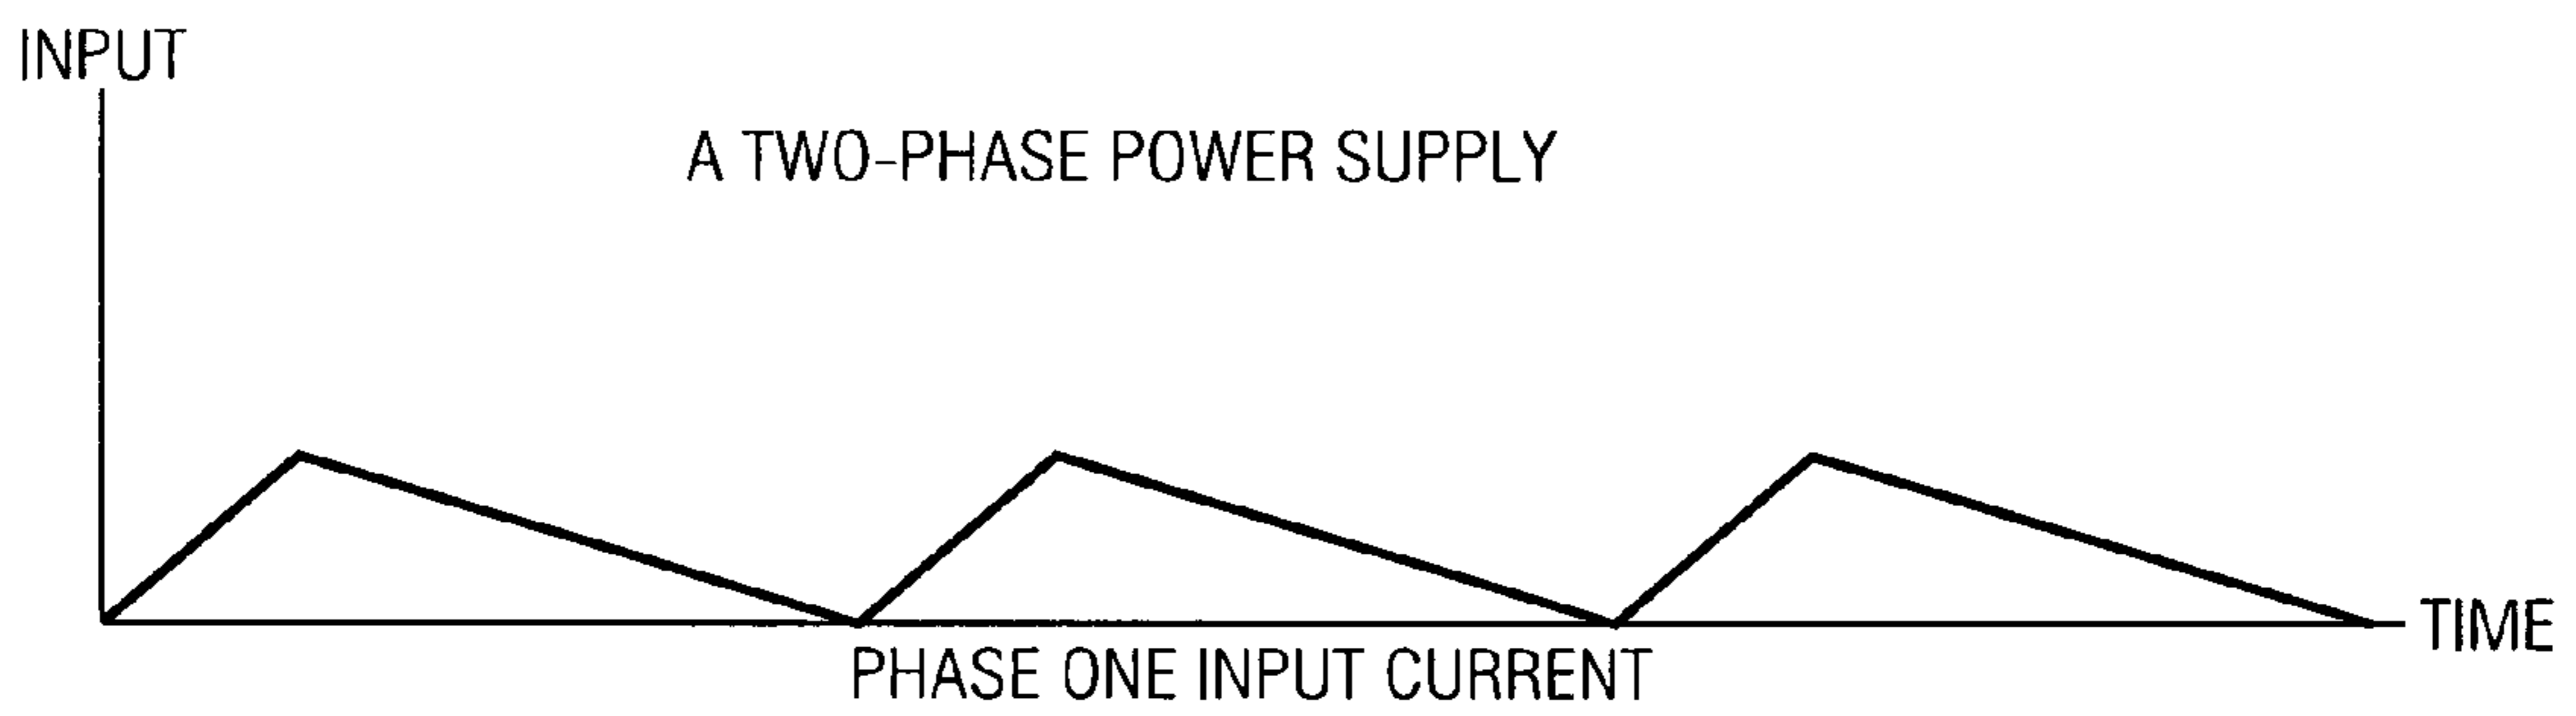 INPUT
A TWO-PHASE POWER SUPPLY
TIME
PHASE ONE INPUT CURRENT